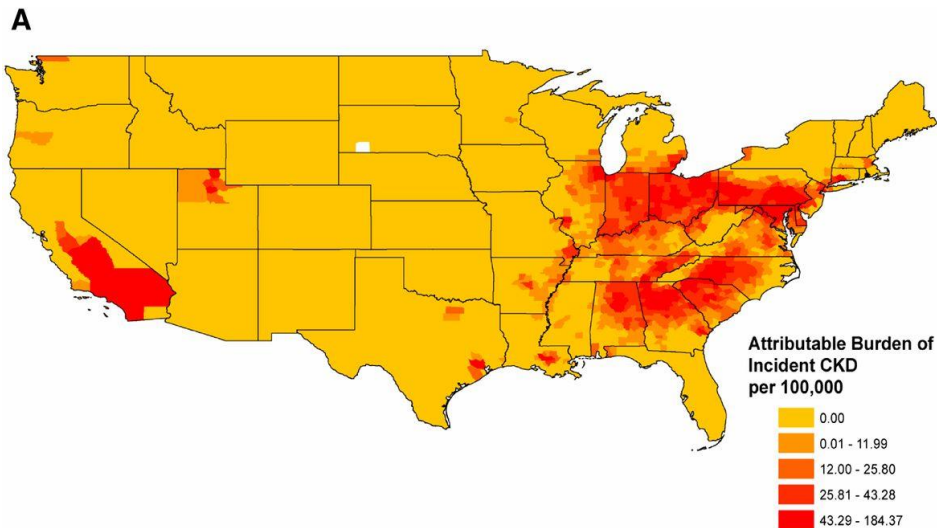 A
Attributable Burden of
Incident CKD
per 100,000
0.00
0.01 - 11.99
12.00 - 25.80
25.81 - 43.28
43.29 - 184.37